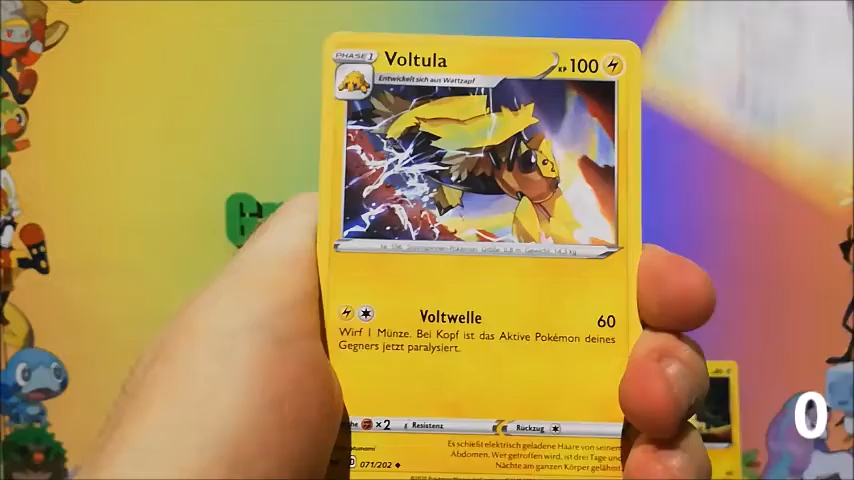 PHASE 1 Voltula KP 100
Entwickelt sich aus Wattzapf
Voltwelle 60
Wirf 1 Münze. Bei Kopf ist das Aktive Pokémon deines
Gegners jetzt paralysiert.
×2 Resistenz Rückzug
Es schießt elektrisch geladene Haare von seinem
Abdomen. Wer getroffen wird, ist drei Tage und
Nächte am ganzen Körper gelähmt.
071/202
0